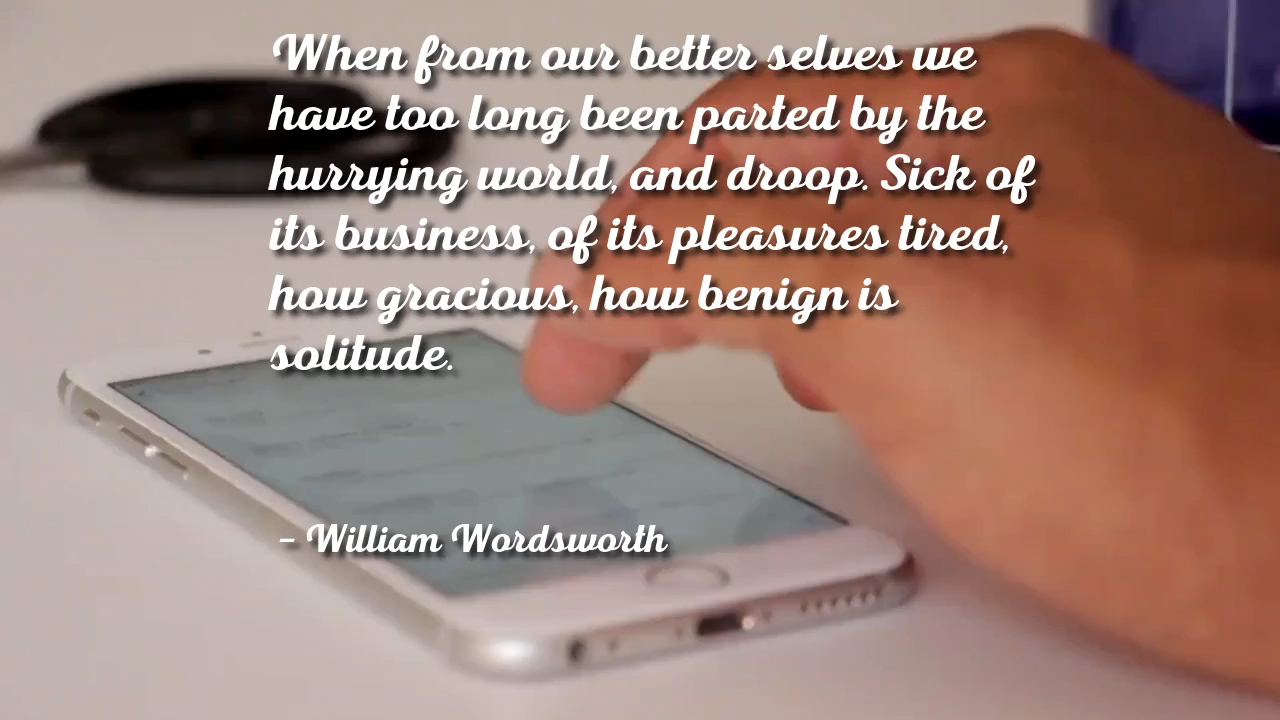 When from our better selves we
have too long been parted by the
hurrying world, and droop. Sick of
its business, of its pleasures tired,
how gracious, how benign is
solitude.
- William Wordsworth